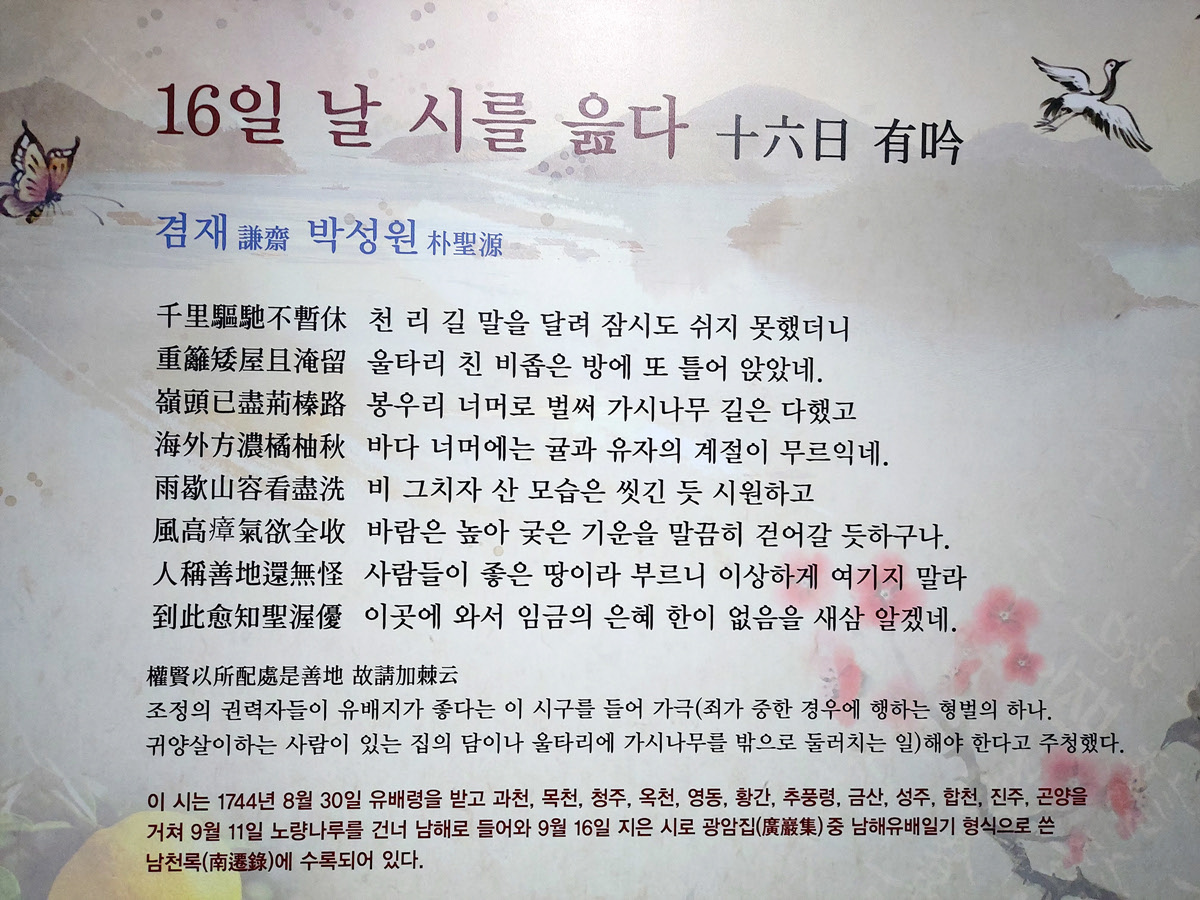 16일 날 시를 읊다 十六日 有吟
겸재 謙齋 박성원 朴聖源
千里驅馳不暫休 천 리 길 말을 달려 잠시도 쉬지 못했더니
重籬矮屋且淹留 울타리 친 비좁은 방에 또 틀어 앉았네.
嶺頭已盡荊榛路 봉우리 너머로 벌써 가시나무 길은 다했고
海外方濃橘柚秋 바다 너머에는 귤과 유자의 계절이 무르익네.
雨歇山容看盡洗 비 그치자 산 모습은 씻긴 듯 시원하고
風高瘴氣欲全收 바람은 높아 궂은 기운을 말끔히 걷어갈 듯하구나.
人稱善地還無怪 사람들이 좋은 땅이라 부르니 이상하게 여기지 말라
到此愈知聖渥優 이곳에 와서 임금의 은혜 한이 없음을 새삼 알겠네.
權賢以所配處是善地 故請加棘云
조정의 권력자들이 유배지가 좋다는 이 시구를 들어 가극(죄가 중한 경우에 행하는 형벌의 하나.
귀양살이하는 사람이 있는 집의 담이나 울타리에 가시나무를 밖으로 둘러치는 일)해야 한다고 주청했다.
이 시는 1744년 8월 30일 유배령을 받고 과천, 목천, 청주, 옥천, 영동, 황간, 추풍령, 금산, 성주, 합천, 진주, 곤양을
거쳐 9월 11일 노량나루를 건너 남해로 들어와 9월 16일 지은 시로 광암집(廣巖集)중 남해유배일기 형식으로 쓴
남천록(南遷錄)에 수록되어 있다.